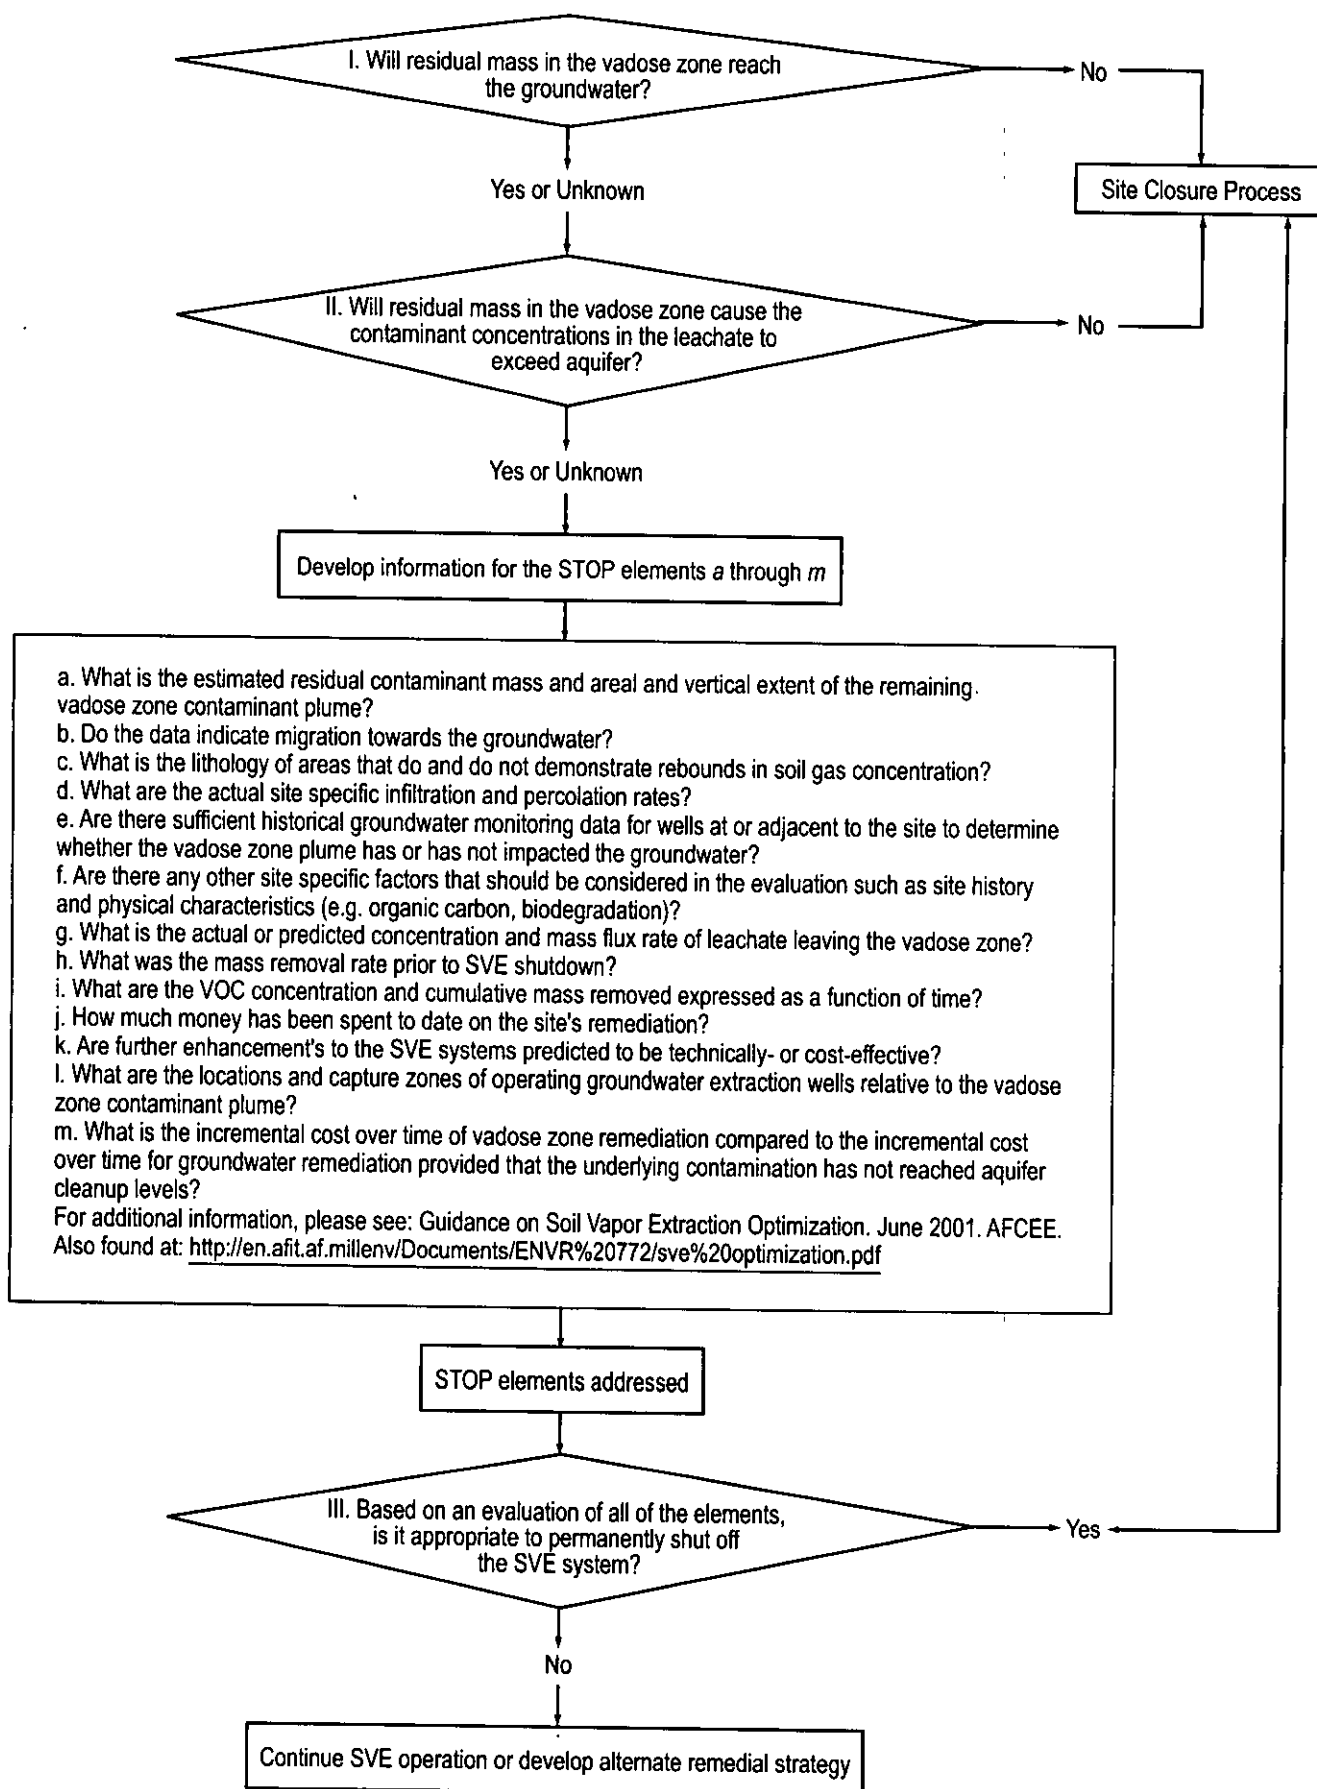 I. Will residual mass in the vadose zone reach
the groundwater?
No
Site Closure Process
Yes or Unknown
II. Will residual mass in the vadose zone cause the
contaminant concentrations in the leachate to
exceed aquifer?
No
Yes or Unknown
Develop information for the STOP elements a through m
a. What is the estimated residual contaminant mass and areal and vertical extent of the remaining.
vadose zone contaminant plume?
b. Do the data indicate migration towards the groundwater?
c. What is the lithology of areas that do and do not demonstrate rebounds in soil gas concentration?
d. What are the actual site specific infiltration and percolation rates?
e. Are there sufficient historical groundwater monitoring data for wells at or adjacent to the site to determine
whether the vadose zone plume has or has not impacted the groundwater?
f. Are there any other site specific factors that should be considered in the evaluation such as site history
and physical characteristics (e.g. organic carbon, biodegradation)?
g. What is the actual or predicted concentration and mass flux rate of leachate leaving the vadose zone?
h. What was the mass removal rate prior to SVE shutdown?
i. What are the VOC concentration and cumulative mass removed expressed as a function of time?
j. How much money has been spent to date on the site's remediation?
k. Are further enhancement's to the SVE systems predicted to be technically- or cost-effective?
l. What are the locations and capture zones of operating groundwater extraction wells relative to the vadose
zone contaminant plume?
m. What is the incremental cost over time of vadose zone remediation compared to the incremental cost
over time for groundwater remediation provided that the underlying contamination has not reached aquifer
cleanup levels?
For additional information, please see: Guidance on Soil Vapor Extraction Optimization. June 2001. AFCEE.
Also found at: http://en.afit.af.millenv/Documents/ENVR%20772/sve%20optimization.pdf
STOP elements addressed
III. Based on an evaluation of all of the elements,
is it appropriate to permanently shut off
the SVE system?
Yes
No
Continue SVE operation or develop alternate remedial strategy